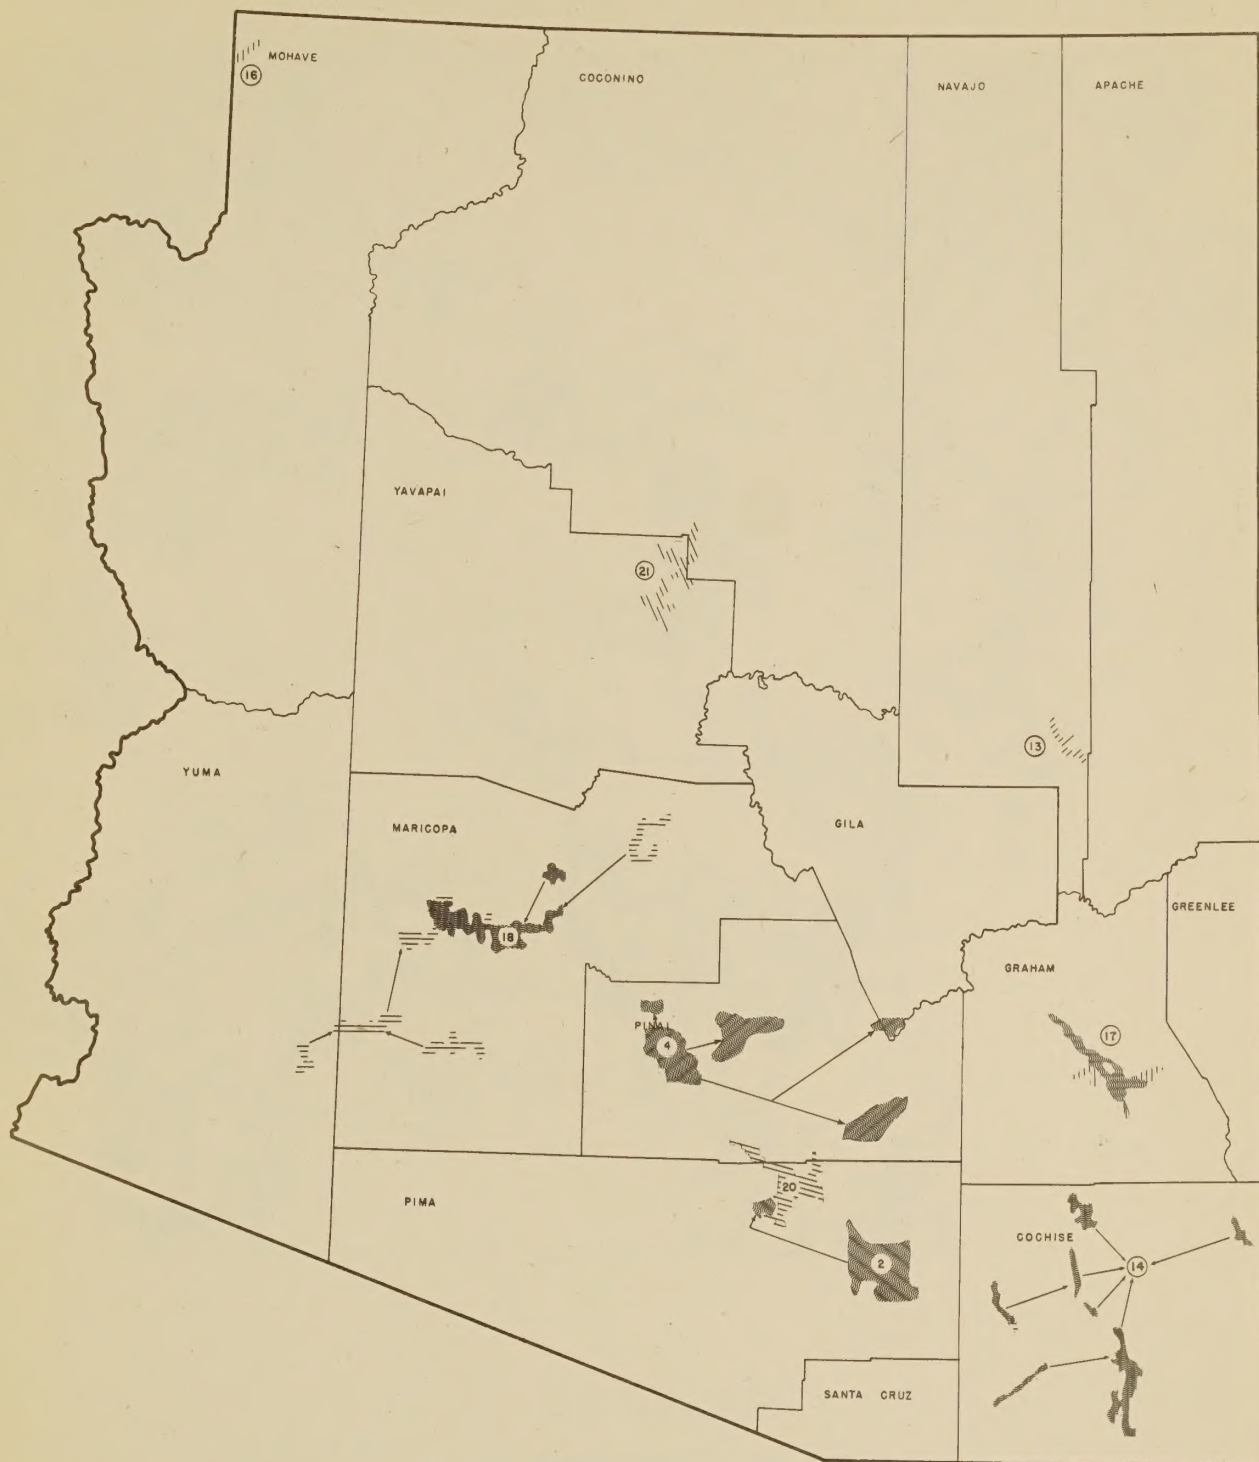 MOHAVE
16
COCONINO
NAVAJO
APACHE
YAVAPAI
21
13
YUMA
MARICOPA
GILA
GREENLEE
18
GRAHAM
PINAL
4
17
20
PIMA
COCHISE
2
14
SANTA CRUZ